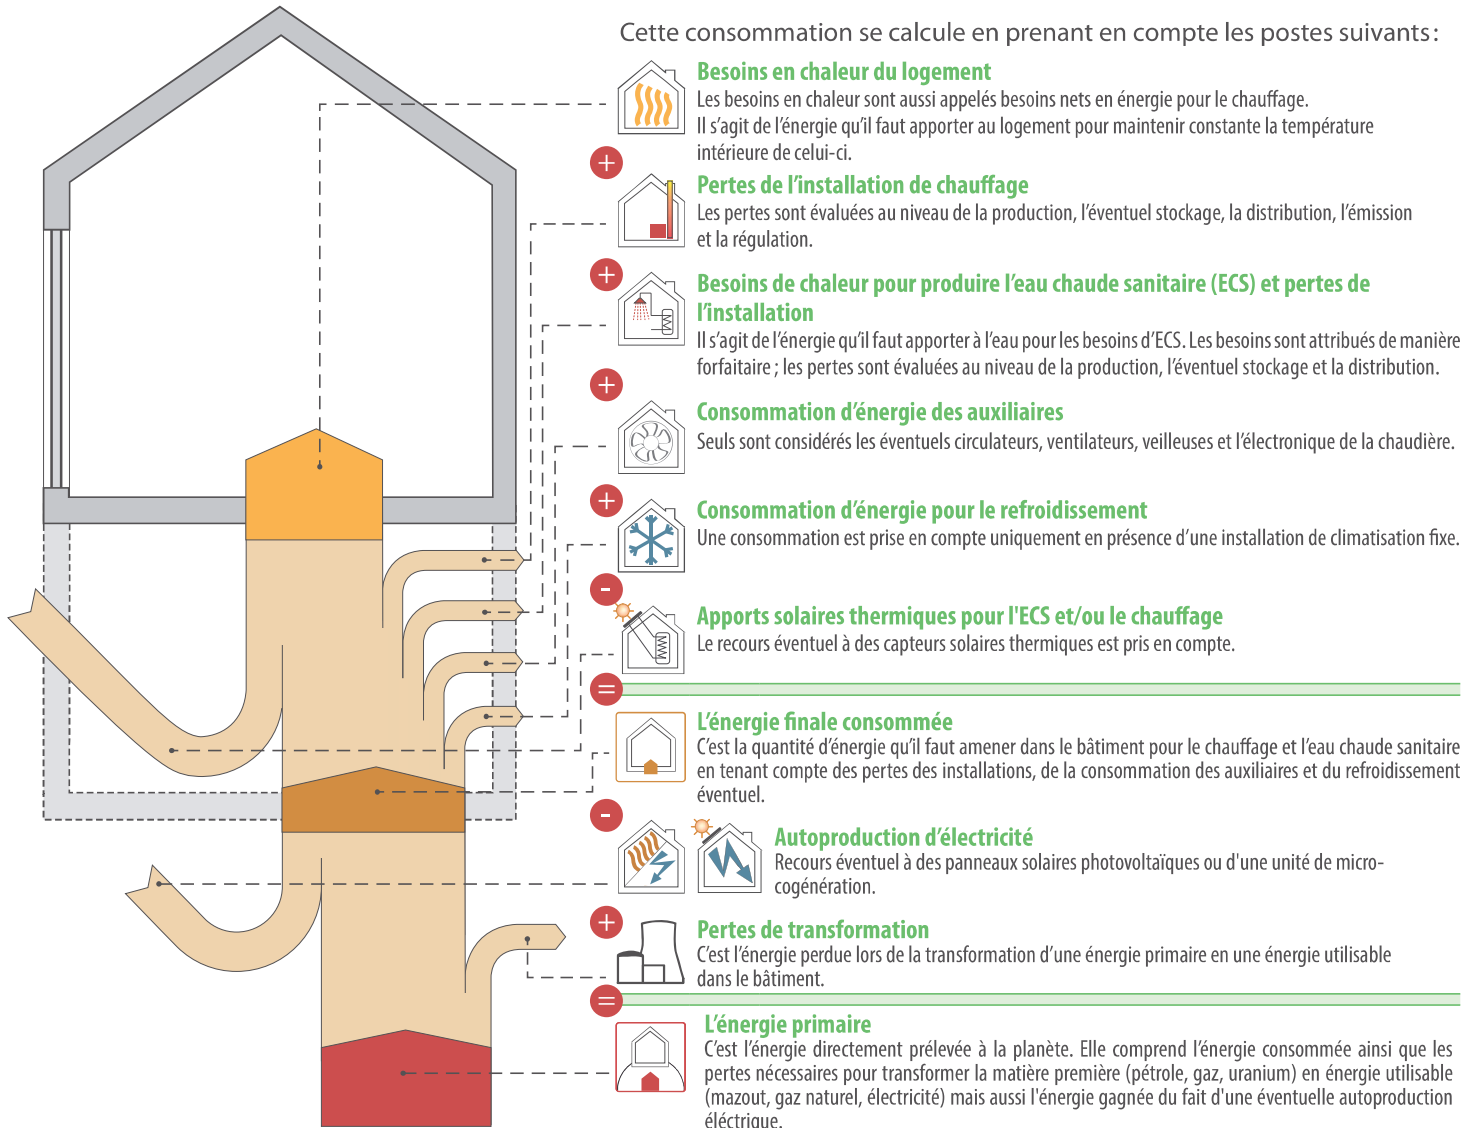 Cette consommation se calcule en prenant en compte les postes suivants :
Besoins en chaleur du logement
Les besoins en chaleur sont aussi appelés besoins nets en énergie pour le chauffage.
Il s'agit de l'énergie qu'il faut apporter au logement pour maintenir constante la température
intérieure de celui-ci.
+
Pertes de l'installation de chauffage
Les pertes sont évaluées au niveau de la production, l'éventuel stockage, la distribution, l'émission
et la régulation.
+
Besoins de chaleur pour produire l'eau chaude sanitaire (ECS) et pertes de
l'installation
Il s'agit de l'énergie qu'il faut apporter à l'eau pour les besoins d'ECS. Les besoins sont attribués de manière
forfaitaire ; les pertes sont évaluées au niveau de la production, l'éventuel stockage et la distribution.
+
Consommation d'énergie des auxiliaires
Seuls sont considérés les éventuels circulateurs, ventilateurs, veilleuses et l'électronique de la chaudière.
+
Consommation d'énergie pour le refroidissement
Une consommation est prise en compte uniquement en présence d'une installation de climatisation fixe.
-
Apports solaires thermiques pour l'ECS et/ou le chauffage
Le recours éventuel à des capteurs solaires thermiques est pris en compte.
=
L'énergie finale consommée
C'est la quantité d'énergie qu'il faut amener dans le bâtiment pour le chauffage et l'eau chaude sanitaire
en tenant compte des pertes des installations, de la consommation des auxiliaires et du refroidissement
éventuel.
-
Autoproduction d'électricité
Recours éventuel à des panneaux solaires photovoltaïques ou d'une unité de micro-
cogénération.
+
Pertes de transformation
C'est l'énergie perdue lors de la transformation d'une énergie primaire en une énergie utilisable
dans le bâtiment.
=
L'énergie primaire
C'est l'énergie directement prélevée à la planète. Elle comprend l'énergie consommée ainsi que les
pertes nécessaires pour transformer la matière première (pétrole, gaz, uranium) en énergie utilisable
(mazout, gaz naturel, électricité) mais aussi l'énergie gagnée du fait d'une éventuelle autoproduction
éléctrique.